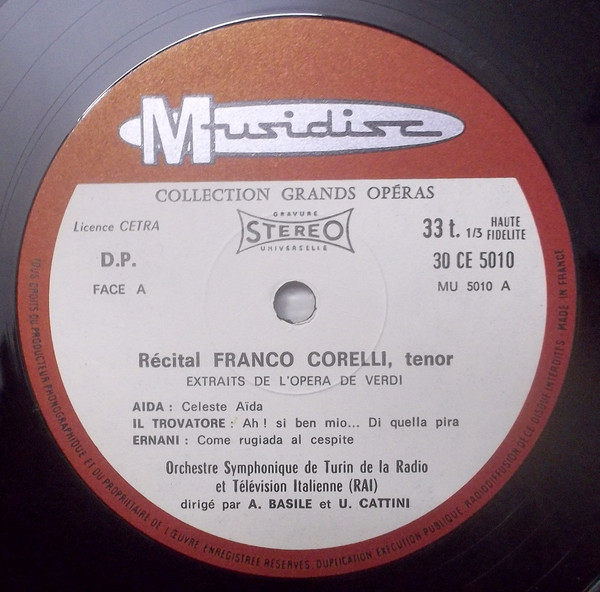 Musidisc
COLLECTION GRANDS OPÉRAS
Licence CETRA
GRAVURE
STEREO
UNIVERSELLE
33 t. 1/3 HAUTE FIDELITE
D.P.
30 CE 5010
FACE A
MU 5010 A
Récital FRANCO CORELLI, tenor
EXTRAITS DE L'OPERA DE VERDI
AIDA : Celeste Aïda
IL TROVATORE : Ah ! si ben mio... Di quella pira
ERNANI : Come rugiada al cespite
Orchestre Symphonique de Turin de la Radio
et Télévision Italienne (RAI)
dirigé par A. BASILE et U. CATTINI
TOUS DROITS DU PRODUCTEUR PHONOGRAPHIQUE ET DU PROPRIETAIRE DE L'ŒUVRE ENREGISTREE RESERVES. DUPLICATION, EXECUTION PUBLIQUE, RADIODIFFUSION DE CE DISQUE INTERDITES - MADE IN FRANCE